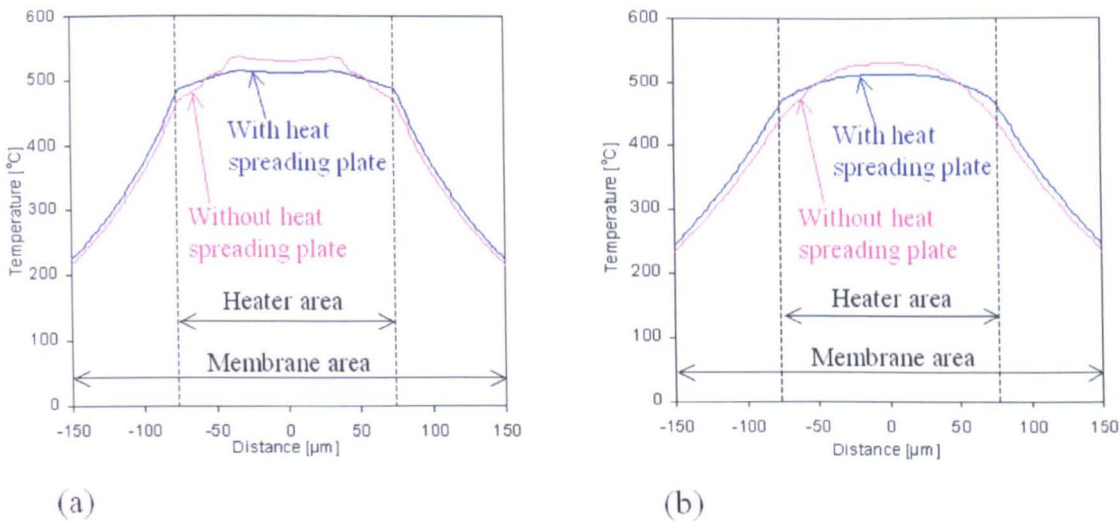 600
500
400
300
200
100
0
Temperature [°C]
With heat
spreading plate
Without heat
spreading plate
Heater area
Membrane area
-150 -100 -50 0 50 100 150
Distance [µm]
(a)
600
500
400
300
200
100
0
Temperature [°C]
With heat
spreading plate
Without heat
spreading plate
Heater area
Membrane area
-150 -100 -50 0 50 100 150
Distance [µm]
(b)